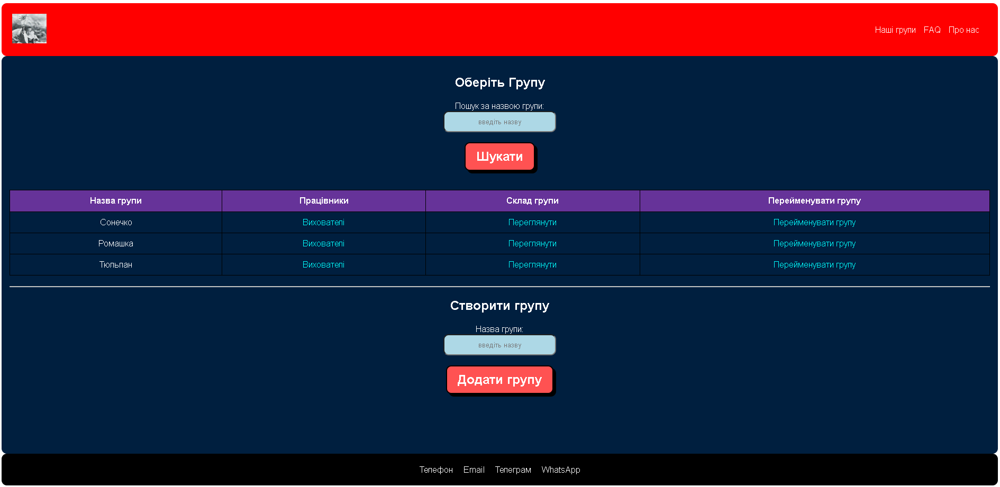 Наші групи FAQ Про нас
Оберіть Групу
Пошук за назвою групи:
введіть назву
Шукати
Назва групи Працівники Склад групи Перейменувати групу
Сонечко Вихователі Переглянути Перейменувати групу
Ромашка Вихователі Переглянути Перейменувати групу
Тюльпан Вихователі Переглянути Перейменувати групу
Створити групу
Назва групи:
введіть назву
Додати групу
Телефон Email Телеграм WhatsApp